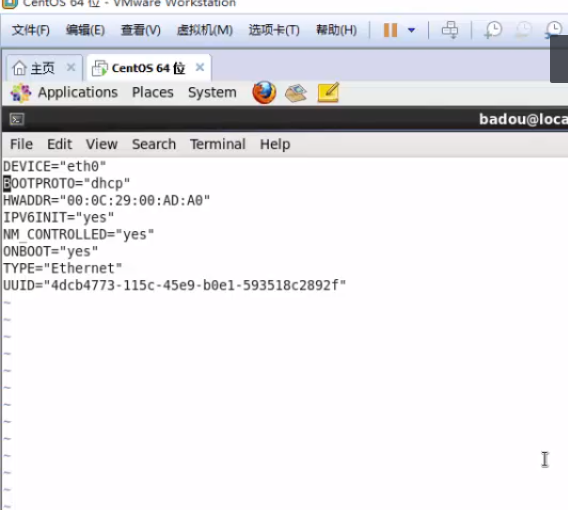 CentOS 64 位 - VMware Workstation
文件(F) 编辑(E) 查看(V) 虚拟机(M) 选项卡(T) 帮助(H)
主页 × CentOS 64 位 ×
Applications Places System
badou@loca
File Edit View Search Terminal Help
DEVICE="eth0"
BOOTPROTO="dhcp"
HWADDR="00:0C:29:00:AD:A0"
IPV6INIT="yes"
NM_CONTROLLED="yes"
ONBOOT="yes"
TYPE="Ethernet"
UUID="4dcb4773-115c-45e9-b0e1-593518c2892f"
~
~
~
~
~
~
~
~
~
~
~
~
~